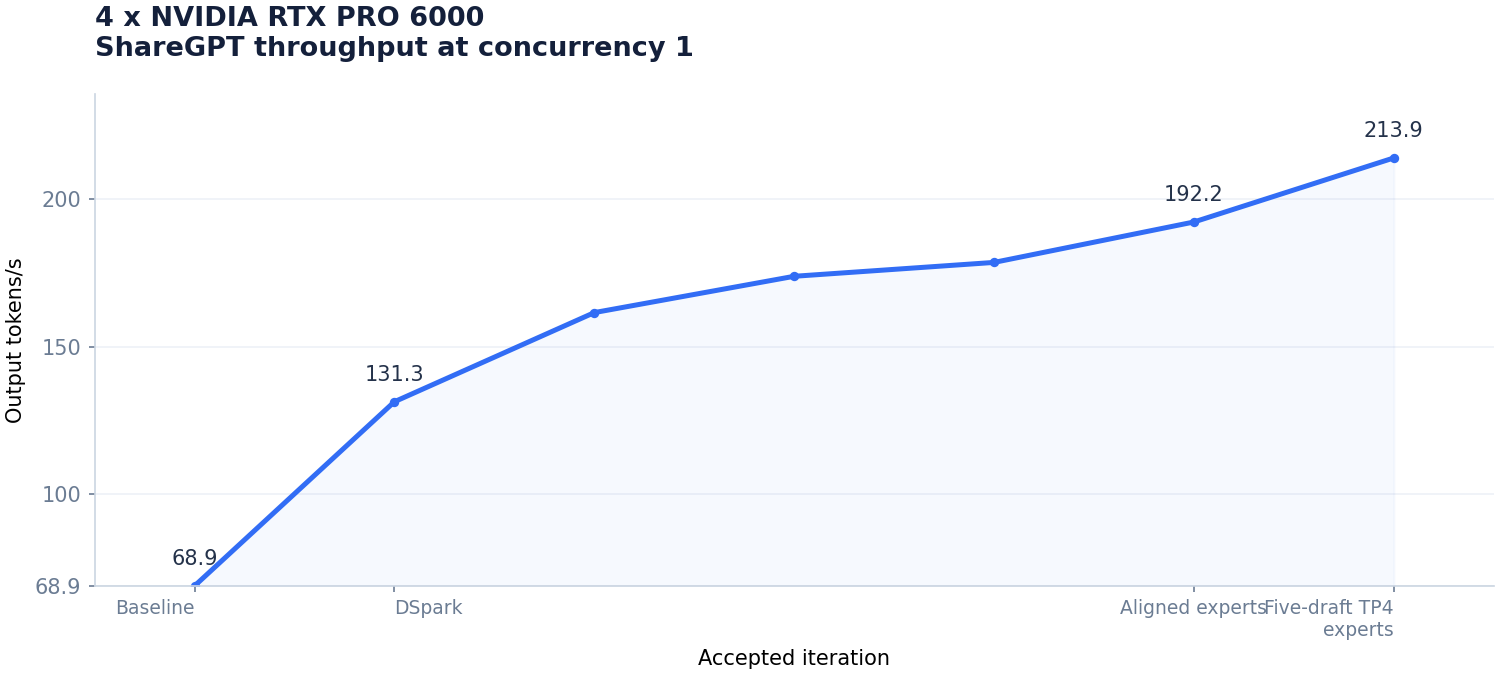 4 x NVIDIA RTX PRO 6000
ShareGPT throughput at concurrency 1
213.9
192.2
131.3
68.9
200
150
100
68.9
Output tokens/s
Baseline
DSpark
Aligned experts
Five-draft TP4
experts
Accepted iteration